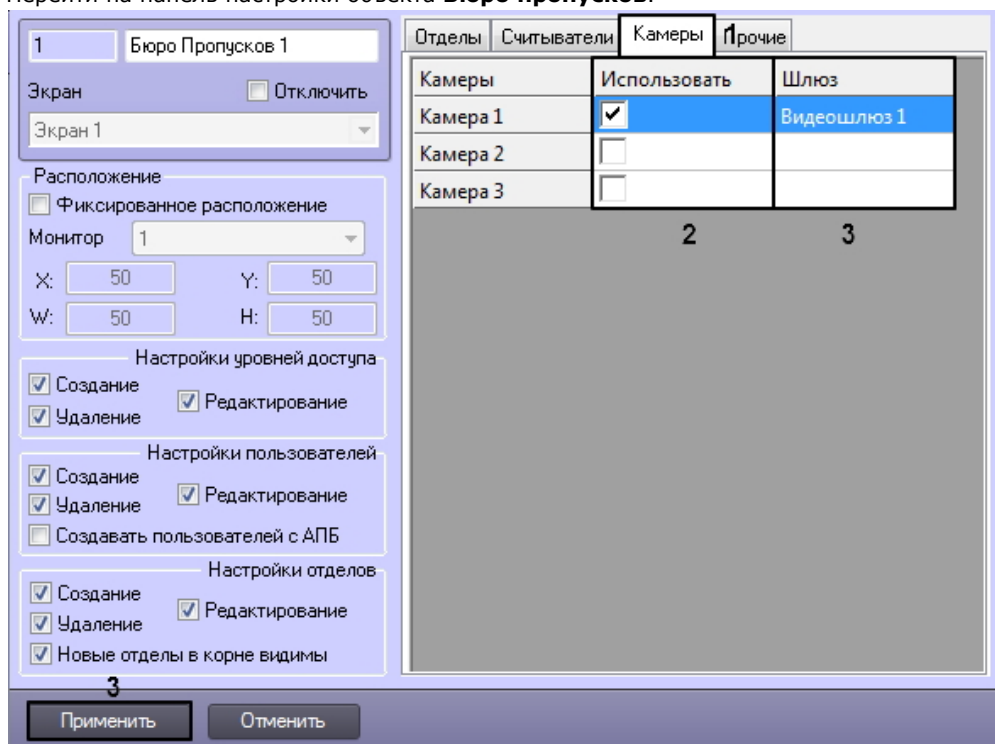 Перейти на панель настройки объекта Бюро пропусков.
1 Бюро Пропусков 1
Экран Отключить
Экран 1
Расположение
Фиксированное расположение
Монитор 1
X: 50 Y: 50
W: 50 H: 50
Настройки уровней доступа
Создание
Редактирование
Удаление
Настройки пользователей
Создание
Редактирование
Удаление
Создавать пользователей с АПБ
Настройки отделов
Создание
Редактирование
Удаление
Новые отделы в корне видимы
3
Применить Отменить
Отделы Считыватели Камеры 1 Прочие
Камеры Использовать Шлюз
Камера 1 Видеошлюз 1
Камера 2
Камера 3
2 3